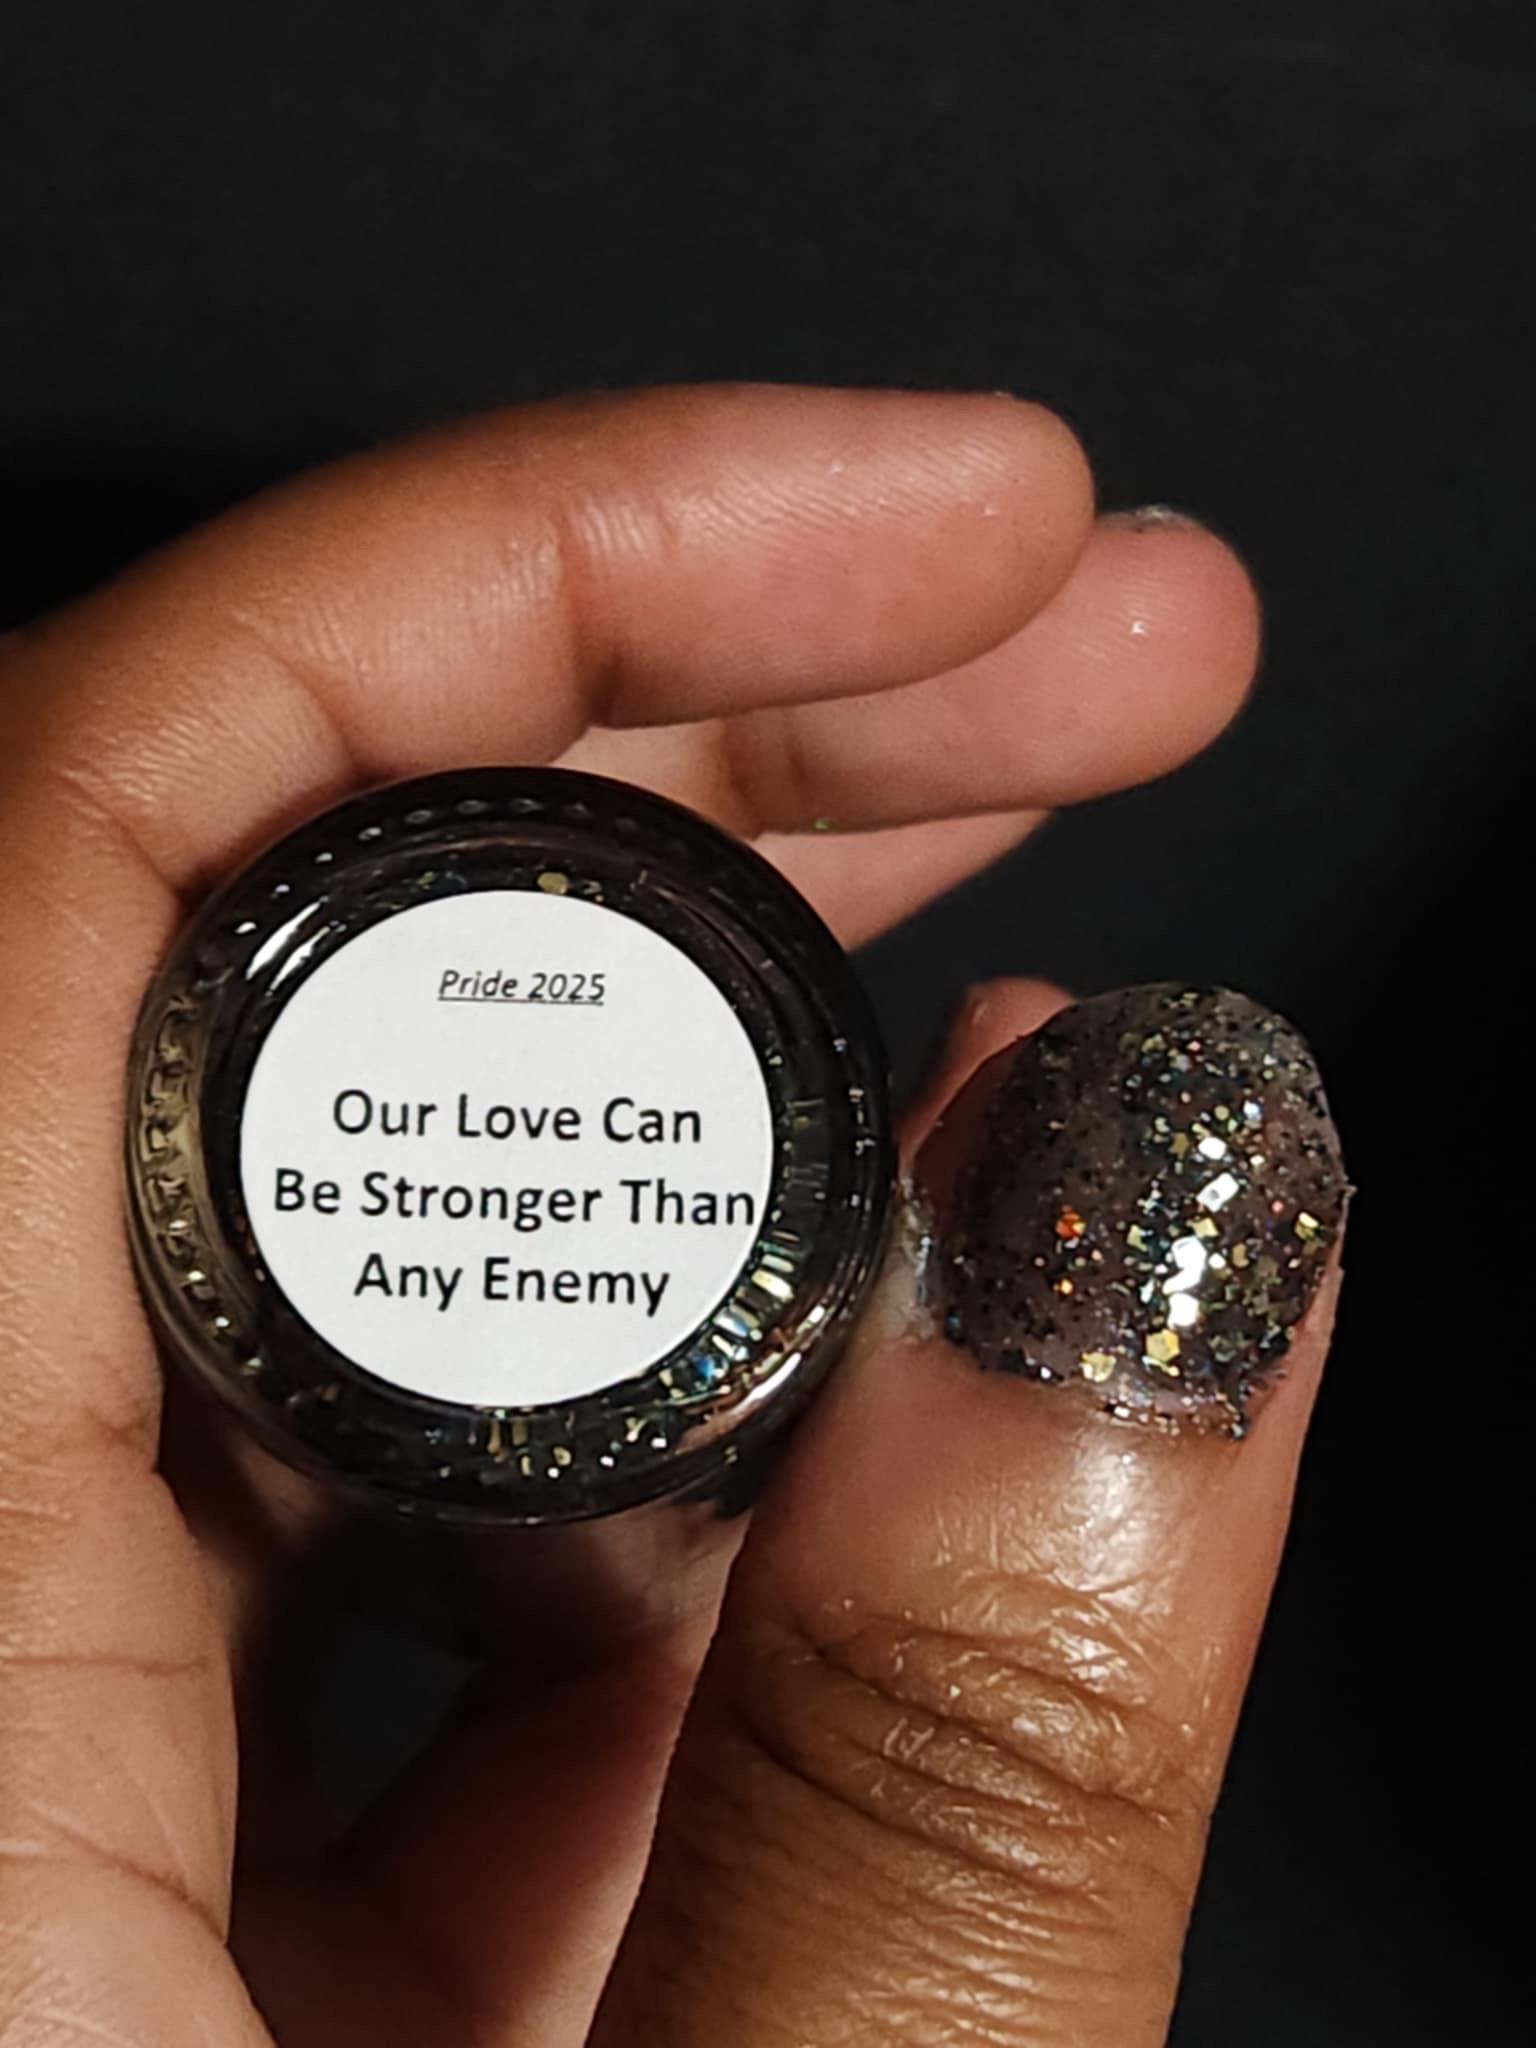 Pride 2025
Our Love Can
Be Stronger Than
Any Enemy